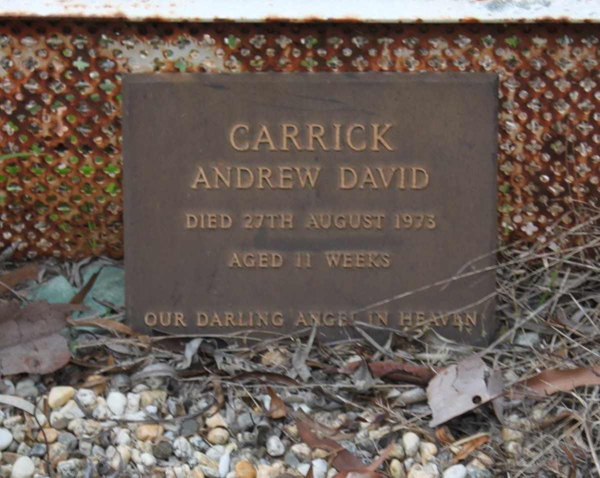 CARRICK
ANDREW DAVID
DIED 27TH AUGUST 1973
AGED 11 WEEKS
OUR DARLING ANGEL IN HEAVEN